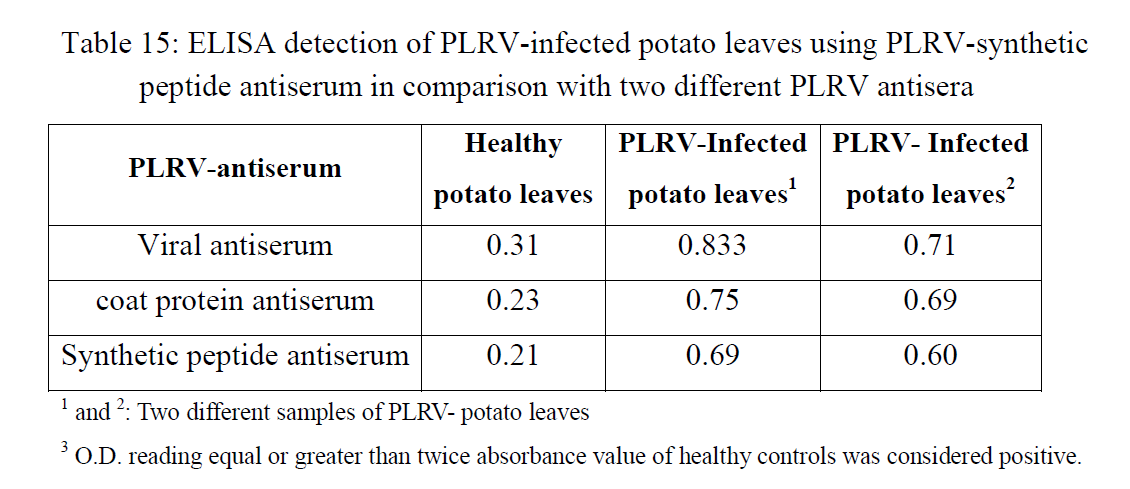 Table 15: ELISA detection of PLRV-infected potato leaves using PLRV-synthetic
peptide antiserum in comparison with two different PLRV antisera
PLRV-antiserum Healthy potato leaves PLRV-Infected potato leaves¹ PLRV- Infected potato leaves²
Viral antiserum 0.31 0.833 0.71
coat protein antiserum 0.23 0.75 0.69
Synthetic peptide antiserum 0.21 0.69 0.60
¹ and ²: Two different samples of PLRV- potato leaves
³ O.D. reading equal or greater than twice absorbance value of healthy controls was considered positive.